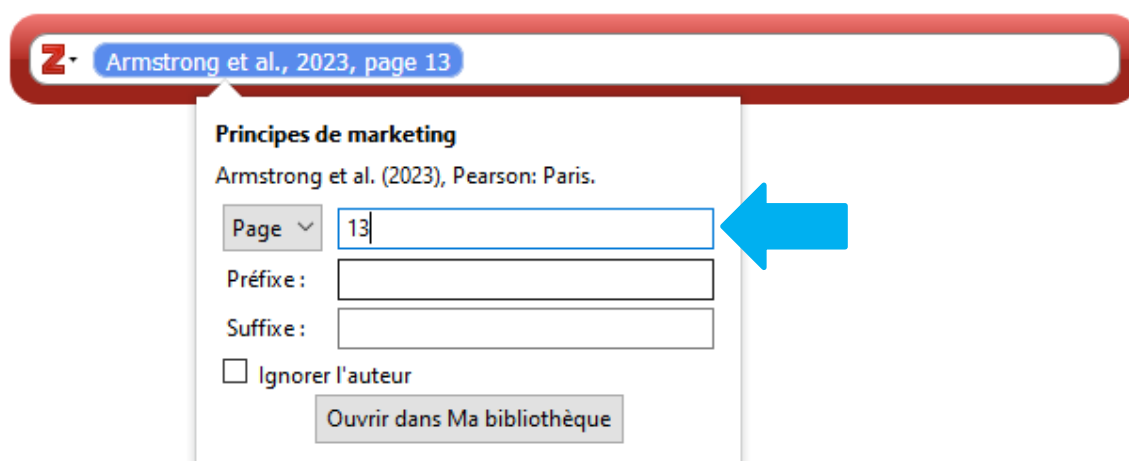 Z Armstrong et al., 2023, page 13
Principes de marketing
Armstrong et al. (2023), Pearson: Paris.
Page 13
Préfixe :
Suffixe :
Ignorer l'auteur
Ouvrir dans Ma bibliothèque